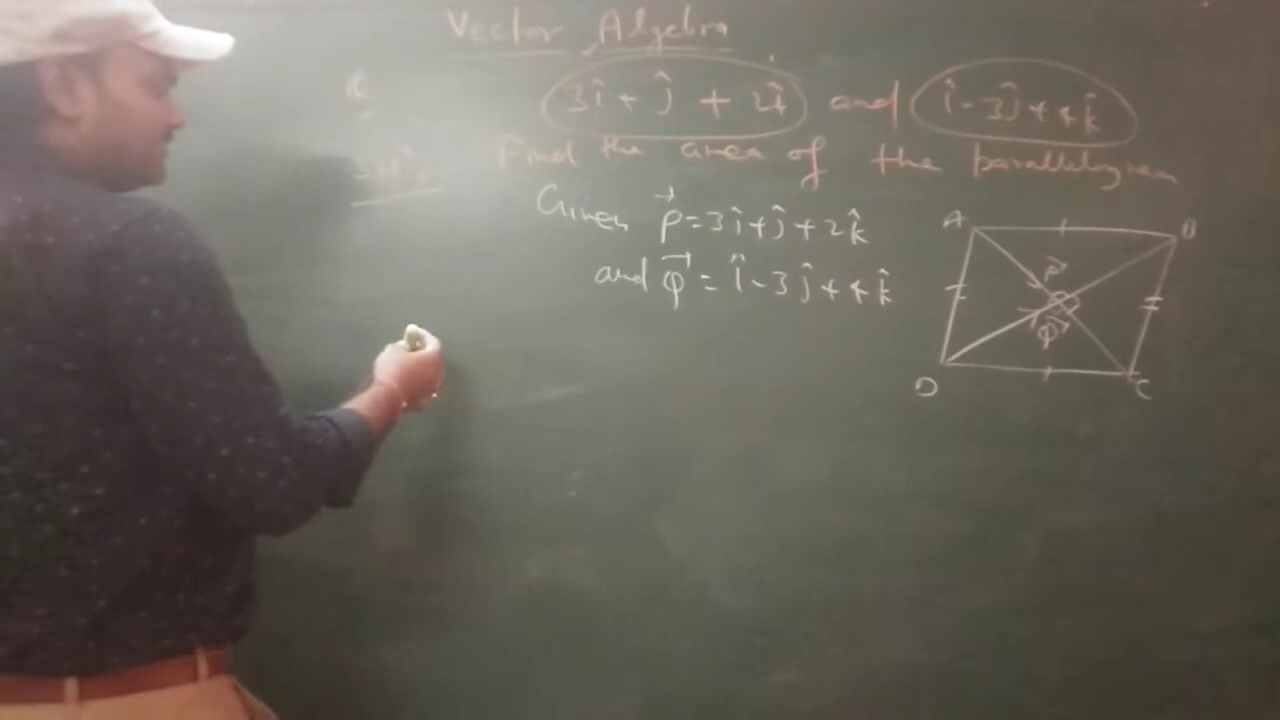 Vector Algebra
Q 3î + ĵ + 2k̂ and î - 3ĵ + 4k̂
Find the area of the parallelogram
Given p⃗ = 3î + ĵ + 2k̂
and φ⃗ = î - 3ĵ + 4k̂
A B
p⃗
φ⃗
D C